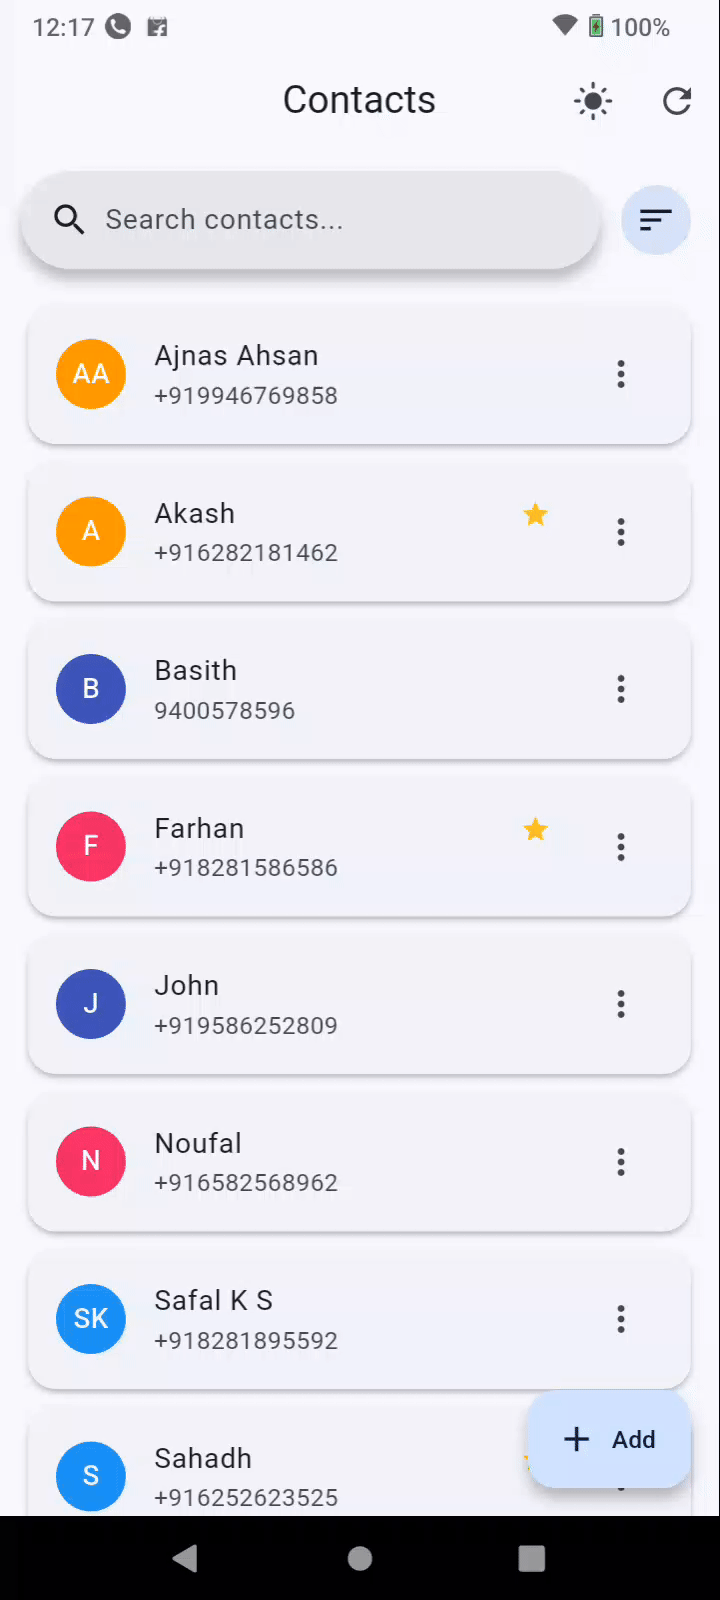 12:17 100%
Contacts
Search contacts...
AA Ajnas Ahsan
+919946769858
A Akash
+916282181462
B Basith
9400578596
F Farhan
+918281586586
J John
+919586252809
N Noufal
+916582568962
SK Safal K S
+918281895592
S Sahadh
+916252623525
Add